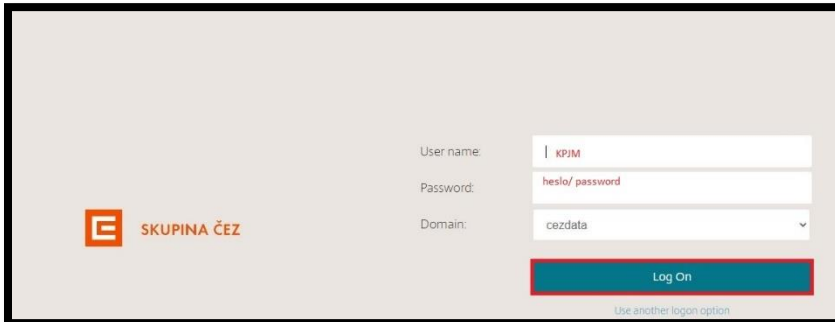 User name:
KPJM
Password:
heslo/ password
SKUPINA ČEZ
Domain:
cezdata
Log On
Use another logon option